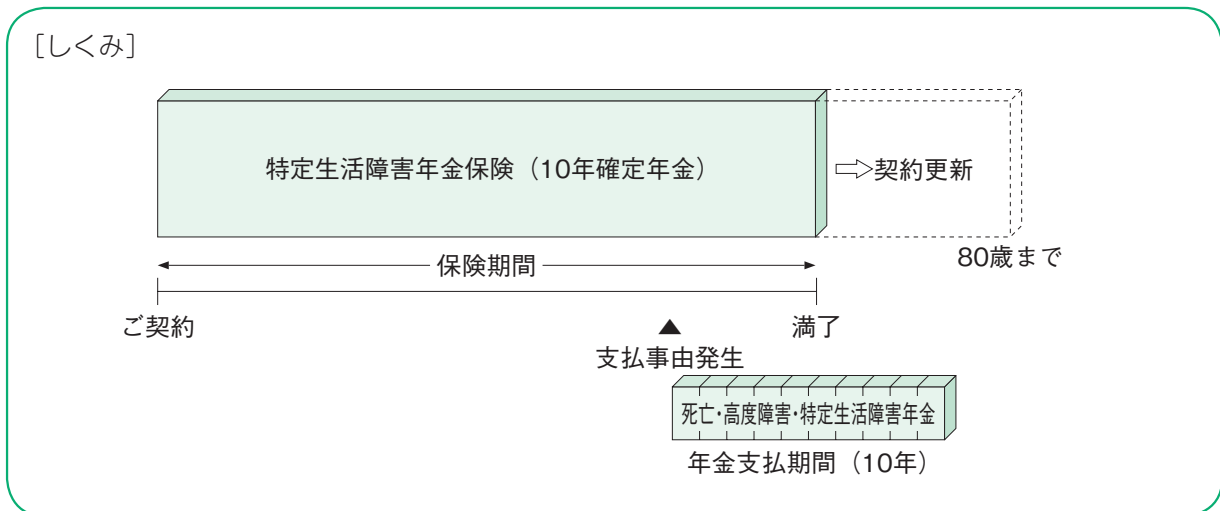 [しくみ]
特定生活障害年金保険（10年確定年金）
⇨契約更新
80歳まで
保険期間
ご契約
満了
▲
支払事由発生
死亡・高度障害・特定生活障害年金
年金支払期間（10年）